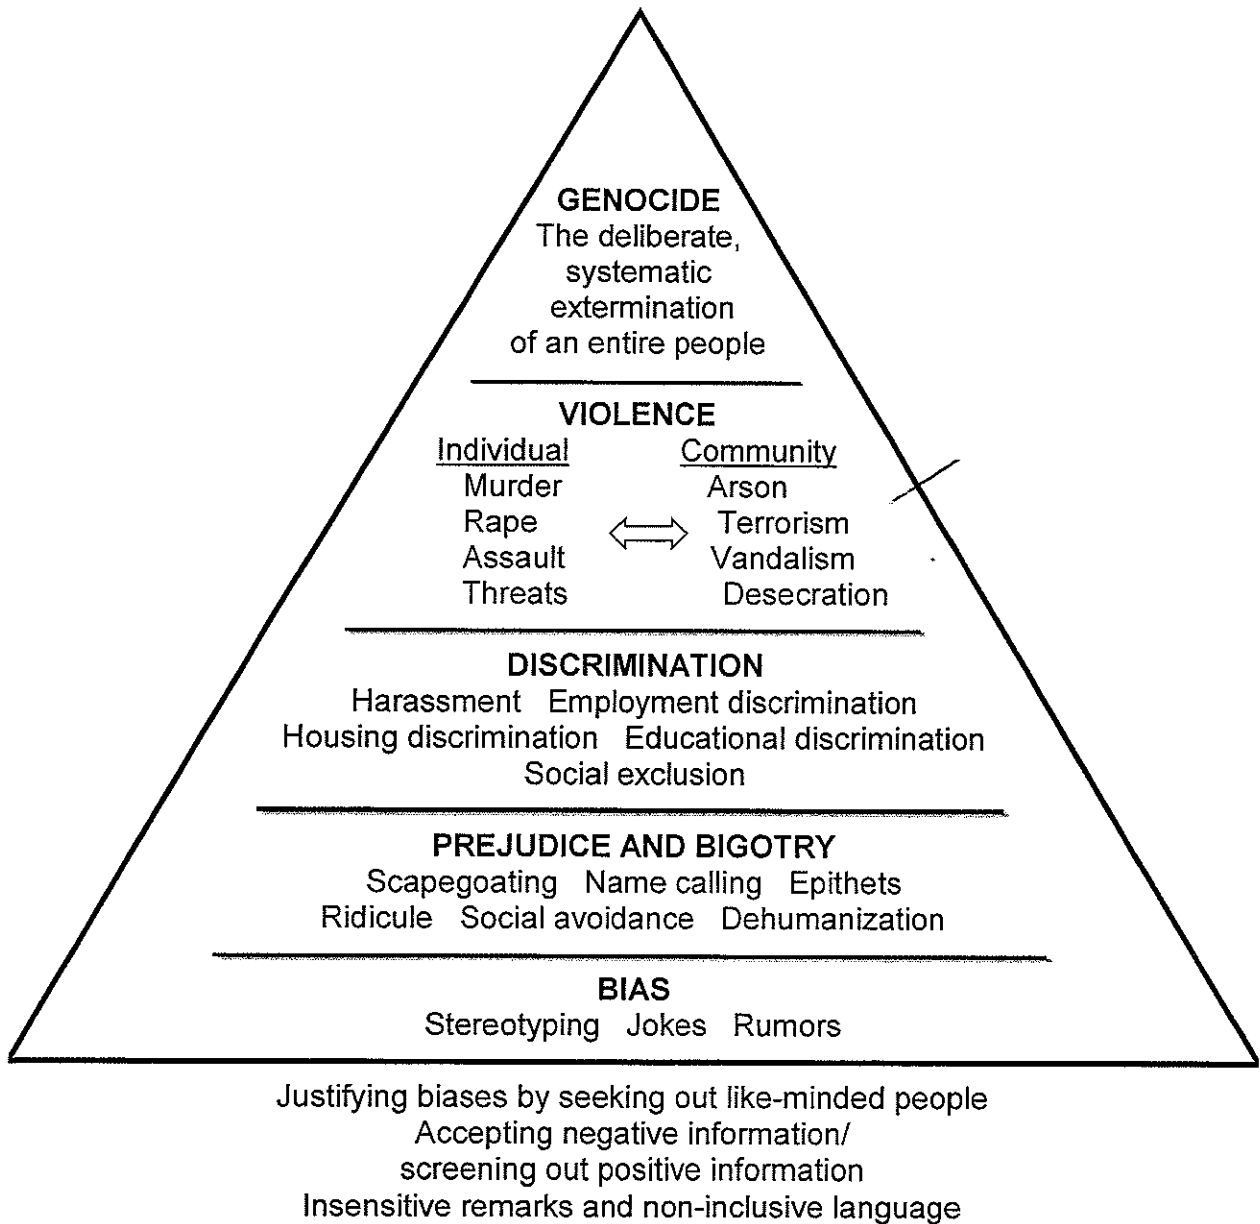 GENOCIDE
The deliberate,
systematic
extermination
of an entire people
VIOLENCE
Individual Community
Murder Arson
Rape Terrorism
Assault Vandalism
Threats Desecration
DISCRIMINATION
Harassment Employment discrimination
Housing discrimination Educational discrimination
Social exclusion
PREJUDICE AND BIGOTRY
Scapegoating Name calling Epithets
Ridicule Social avoidance Dehumanization
BIAS
Stereotyping Jokes Rumors
Justifying biases by seeking out like-minded people
Accepting negative information/
screening out positive information
Insensitive remarks and non-inclusive language